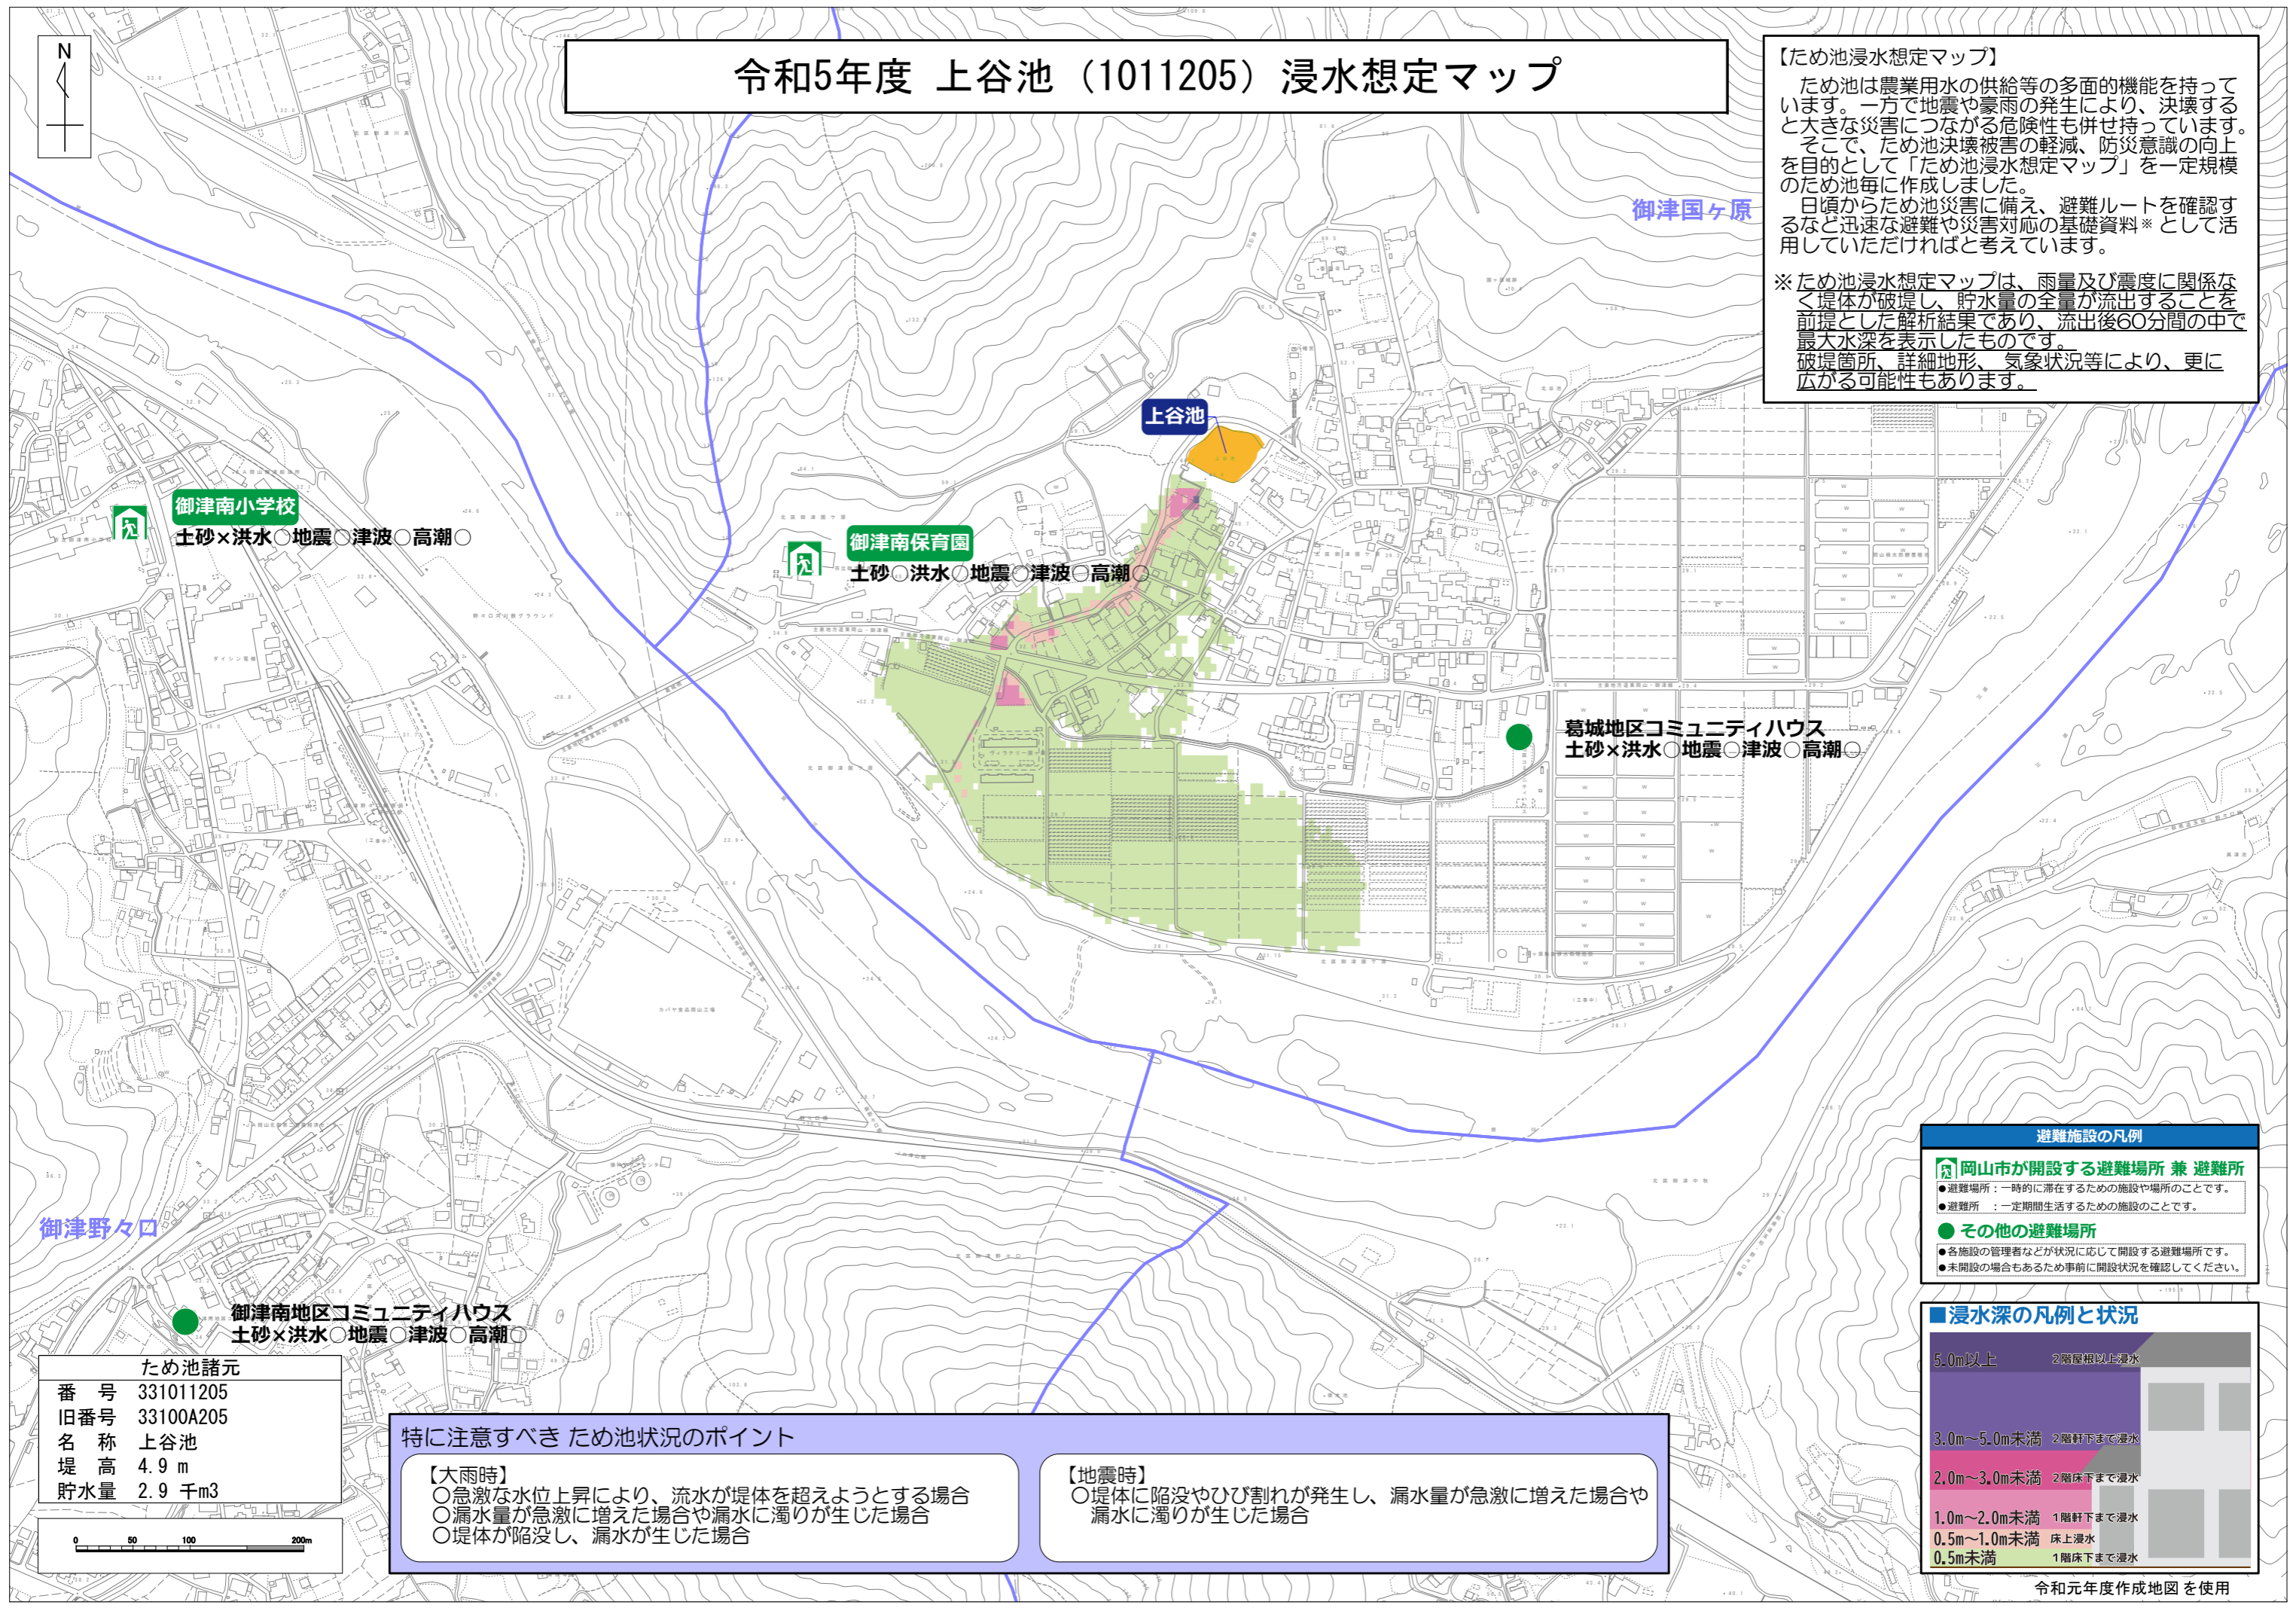 N
令和5年度 上谷池（1011205）浸水想定マップ
【ため池浸水想定マップ】
ため池は農業用水の供給等の多面的機能を持って
います。一方で地震や豪雨の発生により、決壊する
と大きな災害につながる危険性も併せ持っています。
そこで、ため池決壊被害の軽減、防災意識の向上
を目的として「ため池浸水想定マップ」を一定規模
のため池毎に作成しました。
日頃からため池災害に備え、避難ルートを確認す
るなど迅速な避難や災害対応の基礎資料※として活
用していただければと考えています。
※ため池浸水想定マップは、雨量及び震度に関係な
く堤体が破堤し、貯水量の全量が流出することを
前提とした解析結果であり、流出後60分間の中で
最大水深を表示したものです。
破堤箇所、詳細地形、気象状況等により、更に
広がる可能性もあります。
御津国ヶ原
上谷池
御津南小学校
土砂×洪水○地震○津波○高潮○
御津南保育園
土砂○洪水○地震○津波○高潮○
葛城地区コミュニティハウス
土砂×洪水○地震○津波○高潮○
御津野々口
御津南地区コミュニティハウス
土砂×洪水○地震○津波○高潮○
ため池諸元
番　号　331011205
旧番号　33100A205
名　称　上谷池
堤　高　4.9 m
貯水量　2.9 千m3
0 50 100 200m
特に注意すべき ため池状況のポイント
【大雨時】
○急激な水位上昇により、流水が堤体を超えようとする場合
○漏水量が急激に増えた場合や漏水に濁りが生じた場合
○堤体が陥没し、漏水が生じた場合
【地震時】
○堤体に陥没やひび割れが発生し、漏水量が急激に増えた場合や
漏水に濁りが生じた場合
避難施設の凡例
岡山市が開設する避難場所 兼 避難所
●避難場所：一時的に滞在するための施設や場所のことです。
●避難所　：一定期間生活するための施設のことです。
● その他の避難場所
●各施設の管理者などが状況に応じて開設する避難場所です。
●未開設の場合もあるため事前に開設状況を確認してください。
■浸水深の凡例と状況
5.0m以上 2階屋根以上浸水
3.0m～5.0m未満 2階軒下まで浸水
2.0m～3.0m未満 2階床下まで浸水
1.0m～2.0m未満 1階軒下まで浸水
0.5m～1.0m未満 床上浸水
0.5m未満 1階床下まで浸水
令和元年度作成地図を使用